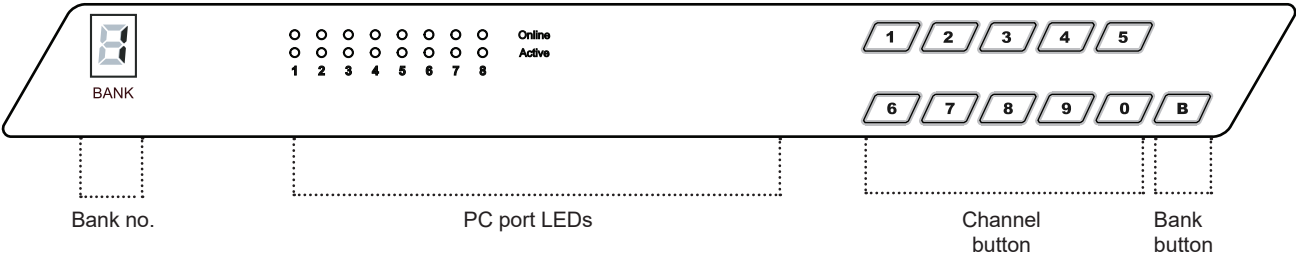 1
BANK
Online
Active
1 2 3 4 5 6 7 8
1 2 3 4 5
6 7 8 9 0 B
Bank no.
PC port LEDs
Channel
button
Bank
button